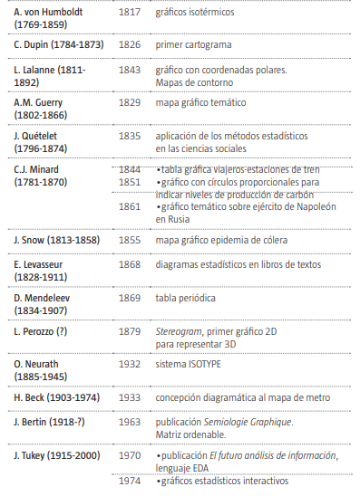 A. von Humboldt 1817 gráficos isotérmicos
(1769-1859)
C. Dupin (1784-1873) 1826 primer cartograma
L. Lalanne (1811- 1843 gráfico con coordenadas polares.
1892) Mapas de contorno
A.M. Guerry 1829 mapa gráfico temático
(1802-1866)
J. Quételet 1835 aplicación de los métodos estadísticos
(1796-1874) en las ciencias sociales
C.J. Minard 1844 •tabla gráfica viajeros-estaciones de tren
(1781-1870) 1851 •gráfico con círculos proporcionales para
indicar niveles de producción de carbón
1861 •gráfico temático sobre ejército de Napoleón
en Rusia
J. Snow (1813-1858) 1855 mapa gráfico epidemia de cólera
E. Levasseur 1868 diagramas estadísticos en libros de textos
(1828-1911)
D. Mendeleev 1869 tabla periódica
(1834-1907)
L. Perozzo (?) 1879 Stereogram, primer gráfico 2D
para representar 3D
O. Neurath 1932 sistema ISOTYPE
(1885-1945)
H. Beck (1903-1974) 1933 concepción diagramática al mapa de metro
J. Bertin (1918-?) 1963 publicación Semiologie Graphique.
Matriz ordenable.
J. Tukey (1915-2000) 1970 •publicación El futuro análisis de información,
lenguaje EDA
1974 •gráficos estadísticos interactivos